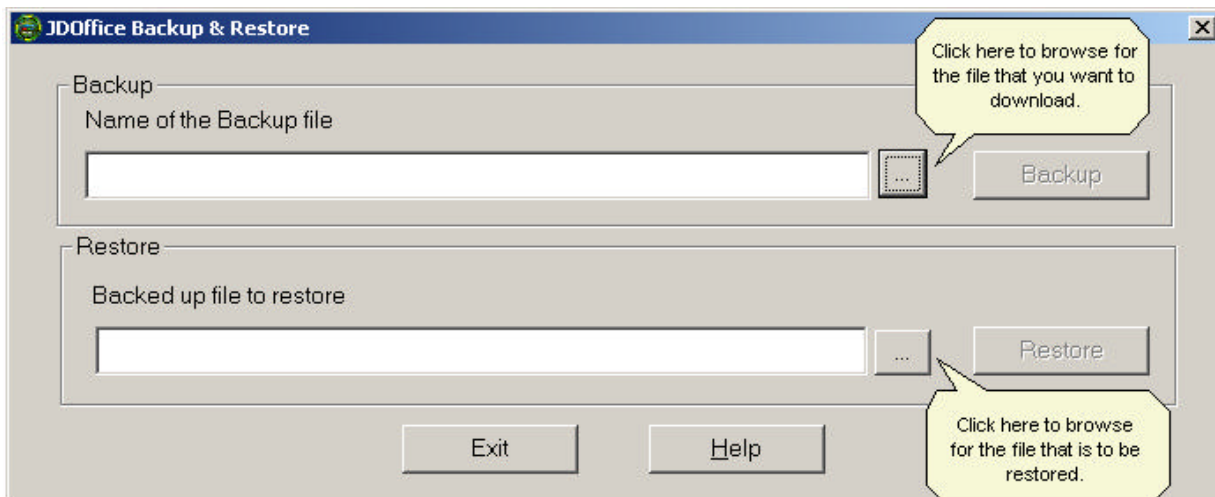 JDOffice Backup & Restore
Click here to browse for
the file that you want to
download.
Backup
Name of the Backup file
...
Backup
Restore
Backed up file to restore
...
Restore
Click here to browse
for the file that is to be
restored.
Exit
Help